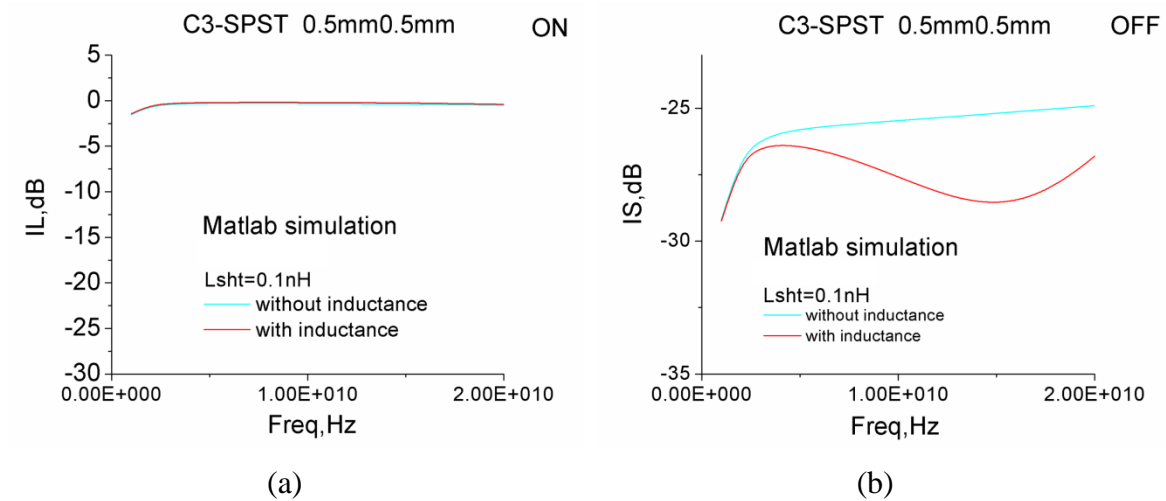 C3-SPST 0.5mm0.5mm ON
5
0
-5
-10
-15
-20
-25
-30
IL,dB
Matlab simulation
Lsht=0.1nH
without inductance
with inductance
0.00E+000 1.00E+010 2.00E+010
Freq,Hz
(a)
C3-SPST 0.5mm0.5mm OFF
-25
-30
-35
IS,dB
Matlab simulation
Lsht=0.1nH
without inductance
with inductance
0.00E+000 1.00E+010 2.00E+010
Freq,Hz
(b)